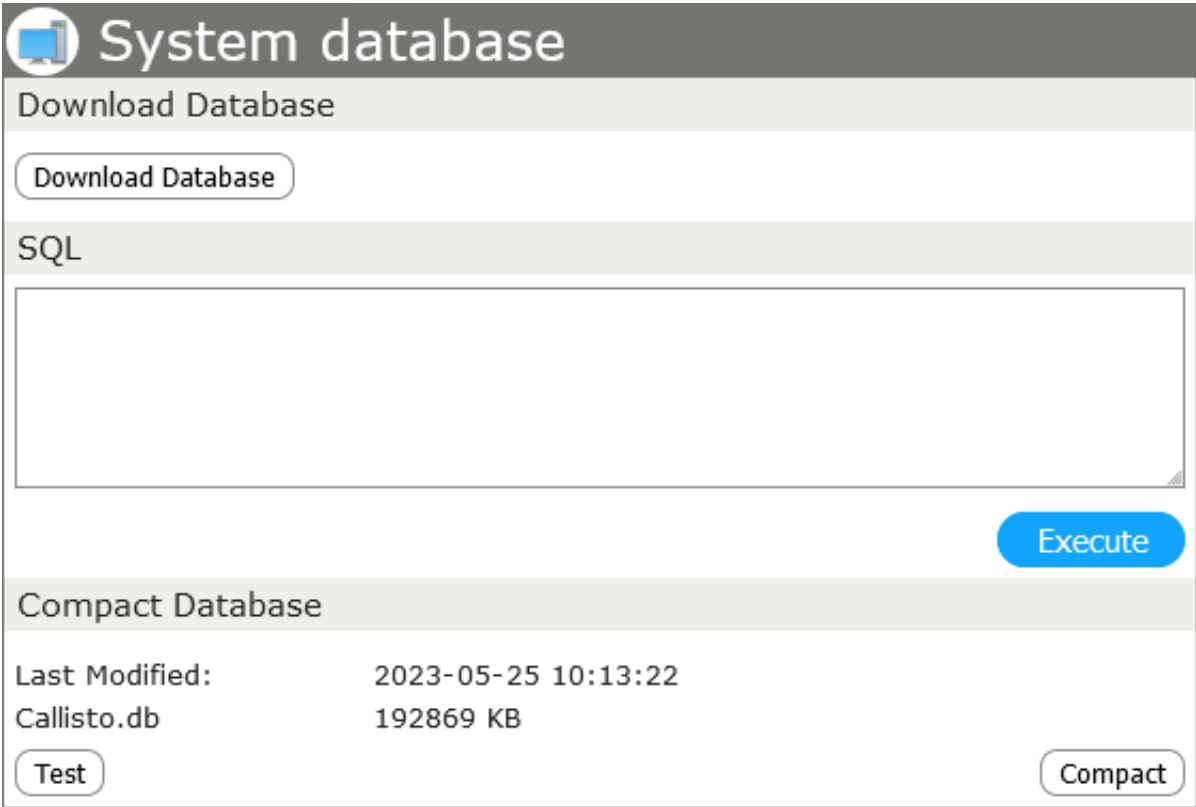 System database
Download Database
Download Database
SQL
Execute
Compact Database
Last Modified: 2023-05-25 10:13:22
Callisto.db 192869 KB
Test Compact